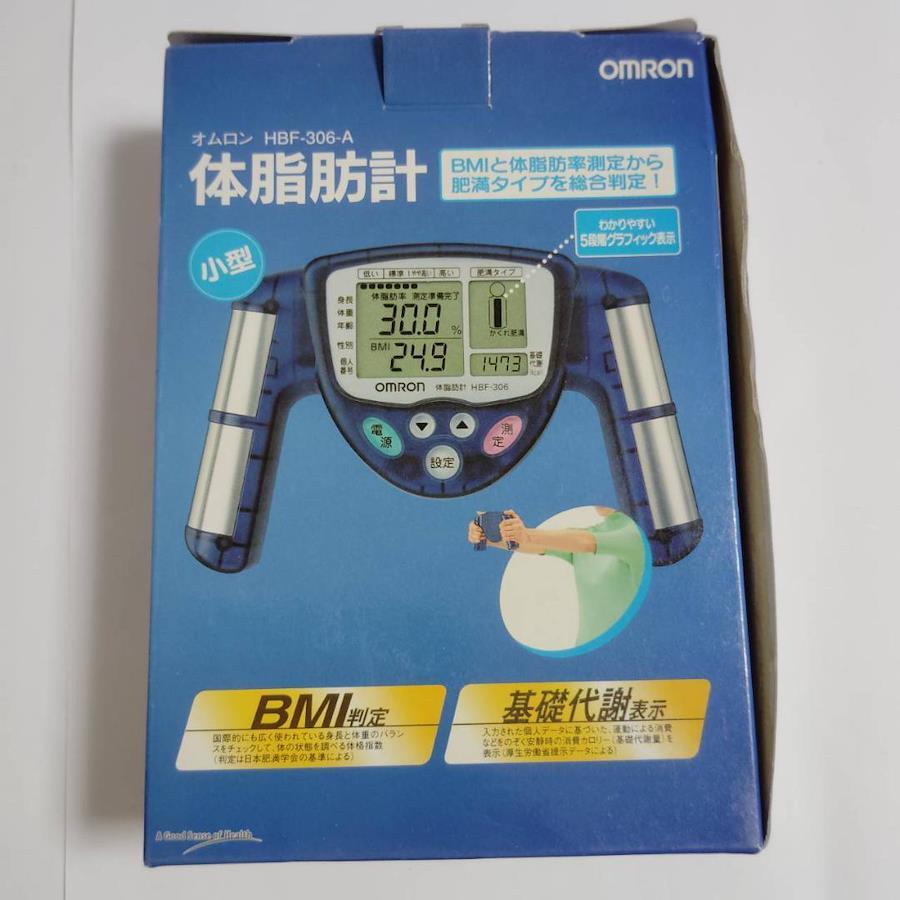 OMRON
オムロン HBF-306-A
体脂肪計
BMIと体脂肪率測定から
肥満タイプを総合判定！
わかりやすい
5段階グラフィック表示
小型
低い 標準 やや高い 高い 肥満タイプ
身長
体重
年齢
性別
個人
番号
体脂肪率 測定準備完了
30.0 %
BMI
24.9
かくれ肥満
1473
基礎
代謝
kcal
OMRON 体脂肪計 HBF-306
電源
▼
▲
測定
設定
BMI判定
国際的にも広く使われている身長と体重のバラン
スをチェックして、体の状態を調べる体格指数
(判定は日本肥満学会の基準による)
基礎代謝表示
入力された個人データに基づいた、運動による消費
などをのぞく安静時の消費カロリー(基礎代謝量)を
表示(厚生労働省提示データによる)
A Good Sense of Health